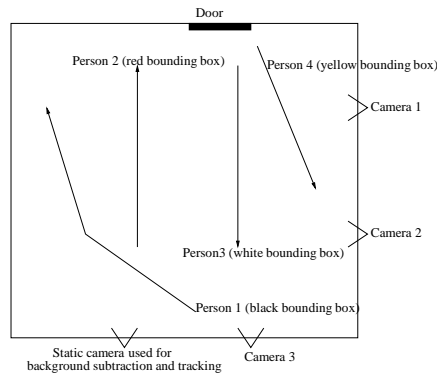 Door
Person 2 (red bounding box)
Person 4 (yellow bounding box)
Camera 1
Camera 2
Person3 (white bounding box)
Person 1 (black bounding box)
Static camera used for
background subtraction and tracking
Camera 3